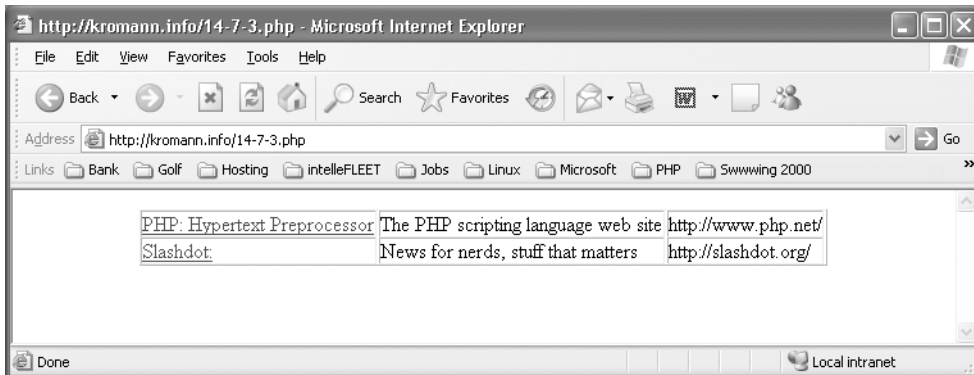 http://kromann.info/14-7-3.php - Microsoft Internet Explorer
File Edit View Favorites Tools Help
Back Search Favorites
Address http://kromann.info/14-7-3.php Go
Links Bank Golf Hosting intelleFLEET Jobs Linux Microsoft PHP Swwwing 2000 »
PHP: Hypertext Preprocessor The PHP scripting language web site http://www.php.net/
Slashdot: News for nerds, stuff that matters http://slashdot.org/
Done Local intranet